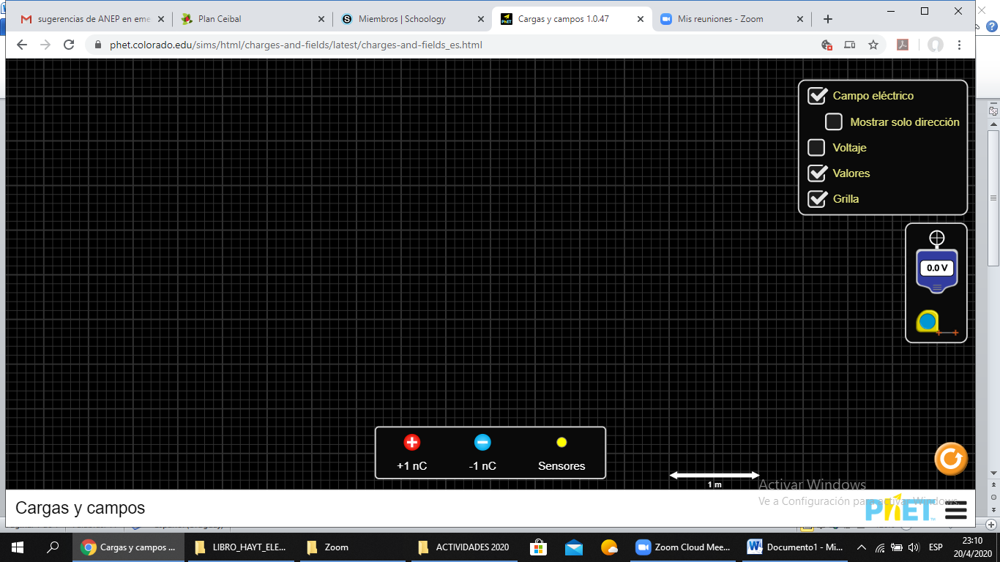 sugerencias de ANEP en eme
Plan Ceibal
Miembros | Schoology
Cargas y campos 1.0.47
Mis reuniones - Zoom
phet.colorado.edu/sims/html/charges-and-fields/latest/charges-and-fields_es.html
Campo eléctrico
Mostrar solo dirección
Voltaje
Valores
Grilla
0.0 V
+1 nC
-1 nC
Sensores
1 m
Activar Windows
Ve a Configuración para activar Windows.
Cargas y campos
PhET
Cargas y campos ...
LIBRO_HAYT_ELE...
Zoom
ACTIVIDADES 2020
Zoom Cloud Mee...
Documento1 - Mi...
ESP
23:10
20/4/2020